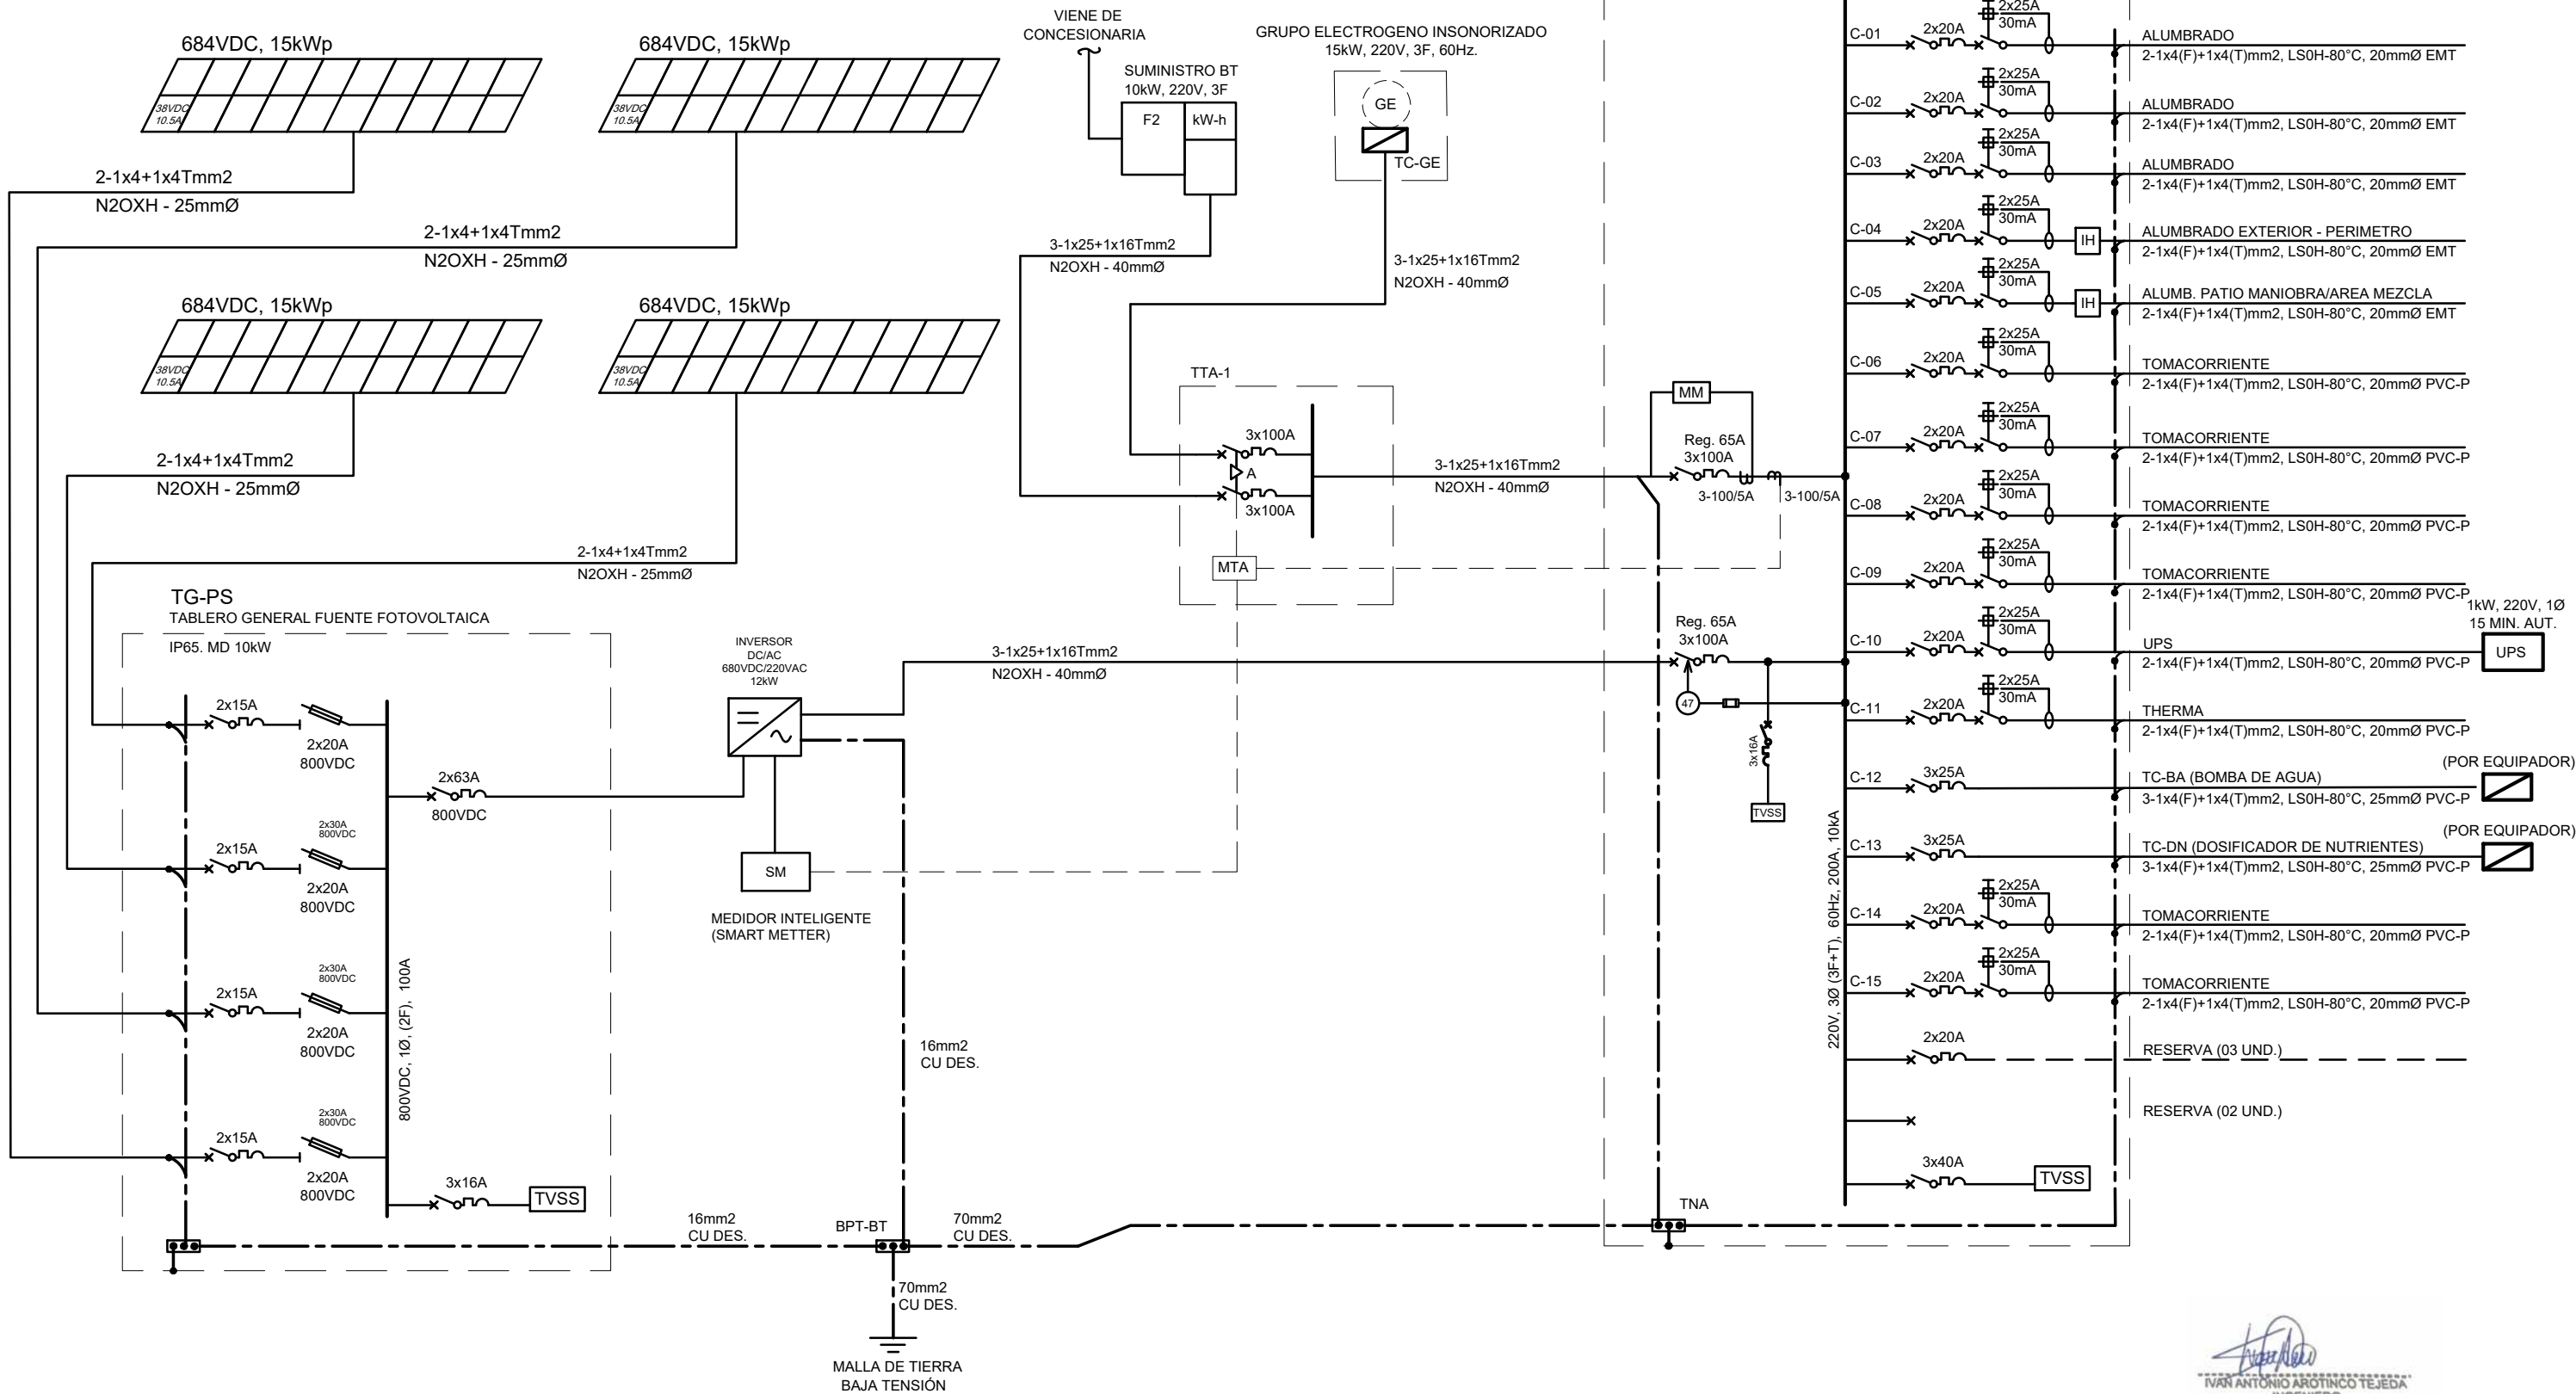 684VDC, 15kWp
38VDC
10.5A
2-1x4+1x4Tmm2
N2OXH - 25mmØ
684VDC, 15kWp
38VDC
10.5A
2-1x4+1x4Tmm2
N2OXH - 25mmØ
684VDC, 15kWp
38VDC
10.5A
2-1x4+1x4Tmm2
N2OXH - 25mmØ
684VDC, 15kWp
38VDC
10.5A
2-1x4+1x4Tmm2
N2OXH - 25mmØ
TG-PS
TABLERO GENERAL FUENTE FOTOVOLTAICA
IP65. MD 10kW
2x15A
2x20A
800VDC
2x63A
800VDC
2x30A
800VDC
2x15A
2x20A
800VDC
2x30A
800VDC
2x15A
2x20A
800VDC
2x30A
800VDC
2x15A
2x20A
800VDC
800VDC, 1Ø, (2F), 100A
3x16A
TVSS
VIENE DE
CONCESIONARIA
SUMINISTRO BT
10kW, 220V, 3F
F2
kW-h
3-1x25+1x16Tmm2
N2OXH - 40mmØ
GRUPO ELECTROGENO INSONORIZADO
15kW, 220V, 3F, 60Hz.
GE
TC-GE
3-1x25+1x16Tmm2
N2OXH - 40mmØ
TTA-1
3x100A
A
3x100A
MTA
3-1x25+1x16Tmm2
N2OXH - 40mmØ
INVERSOR
DC/AC
680VDC/220VAC
12kW
3-1x25+1x16Tmm2
N2OXH - 40mmØ
SM
MEDIDOR INTELIGENTE
(SMART METTER)
16mm2
CU DES.
16mm2
CU DES.
BPT-BT
70mm2
CU DES.
70mm2
CU DES.
MALLA DE TIERRA
BAJA TENSIÓN
MM
Reg. 65A
3x100A
3-100/5A
3-100/5A
Reg. 65A
3x100A
47
3x16A
TVSS
TNA
220V, 3Ø (3F+T), 60Hz, 200A, 10kA
2x25A
30mA
C-01
2x20A
ALUMBRADO
2-1x4(F)+1x4(T)mm2, LS0H-80°C, 20mmØ EMT
2x25A
30mA
C-02
2x20A
ALUMBRADO
2-1x4(F)+1x4(T)mm2, LS0H-80°C, 20mmØ EMT
2x25A
30mA
C-03
2x20A
ALUMBRADO
2-1x4(F)+1x4(T)mm2, LS0H-80°C, 20mmØ EMT
2x25A
30mA
C-04
2x20A
IH
ALUMBRADO EXTERIOR - PERIMETRO
2-1x4(F)+1x4(T)mm2, LS0H-80°C, 20mmØ EMT
2x25A
30mA
C-05
2x20A
IH
ALUMB. PATIO MANIOBRA/AREA MEZCLA
2-1x4(F)+1x4(T)mm2, LS0H-80°C, 20mmØ EMT
2x25A
30mA
C-06
2x20A
TOMACORRIENTE
2-1x4(F)+1x4(T)mm2, LS0H-80°C, 20mmØ PVC-P
2x25A
30mA
C-07
2x20A
TOMACORRIENTE
2-1x4(F)+1x4(T)mm2, LS0H-80°C, 20mmØ PVC-P
2x25A
30mA
C-08
2x20A
TOMACORRIENTE
2-1x4(F)+1x4(T)mm2, LS0H-80°C, 20mmØ PVC-P
2x25A
30mA
C-09
2x20A
TOMACORRIENTE
2-1x4(F)+1x4(T)mm2, LS0H-80°C, 20mmØ PVC-P
2x25A
30mA
C-10
2x20A
UPS
2-1x4(F)+1x4(T)mm2, LS0H-80°C, 20mmØ PVC-P
1kW, 220V, 1Ø
15 MIN. AUT.
UPS
2x25A
30mA
C-11
2x20A
THERMA
2-1x4(F)+1x4(T)mm2, LS0H-80°C, 20mmØ PVC-P
C-12
3x25A
TC-BA (BOMBA DE AGUA)
3-1x4(F)+1x4(T)mm2, LS0H-80°C, 25mmØ PVC-P
(POR EQUIPADOR)
C-13
3x25A
TC-DN (DOSIFICADOR DE NUTRIENTES)
3-1x4(F)+1x4(T)mm2, LS0H-80°C, 25mmØ PVC-P
(POR EQUIPADOR)
2x25A
30mA
C-14
2x20A
TOMACORRIENTE
2-1x4(F)+1x4(T)mm2, LS0H-80°C, 20mmØ PVC-P
2x25A
30mA
C-15
2x20A
TOMACORRIENTE
2-1x4(F)+1x4(T)mm2, LS0H-80°C, 20mmØ PVC-P
2x20A
RESERVA (03 UND.)
RESERVA (02 UND.)
3x40A
TVSS
IVAN ANTONIO AROTINCO TEJEDA